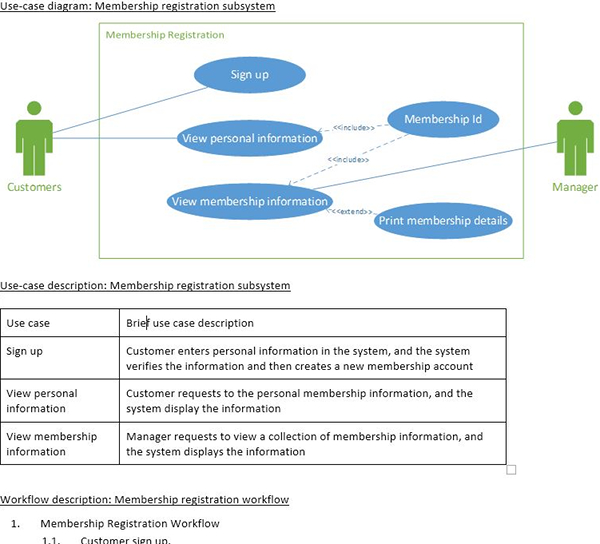 Use-case diagram: Membership registration subsystem
Membership Registration
Sign up
Membership Id
<<include>>
View personal information
<<include>>
Customers
Manager
View membership information
<<extend>>
Print membership details
Use-case description: Membership registration subsystem
Use case
Brief use case description
Sign up
Customer enters personal information in the system, and the system
verifies the information and then creates a new membership account
View personal
information
Customer requests to the personal membership information, and the
system display the information
View membership
information
Manager requests to view a collection of membership information, and
the system displays the information
Workflow description: Membership registration workflow
1. Membership Registration Workflow
1.1. Customer sign up.